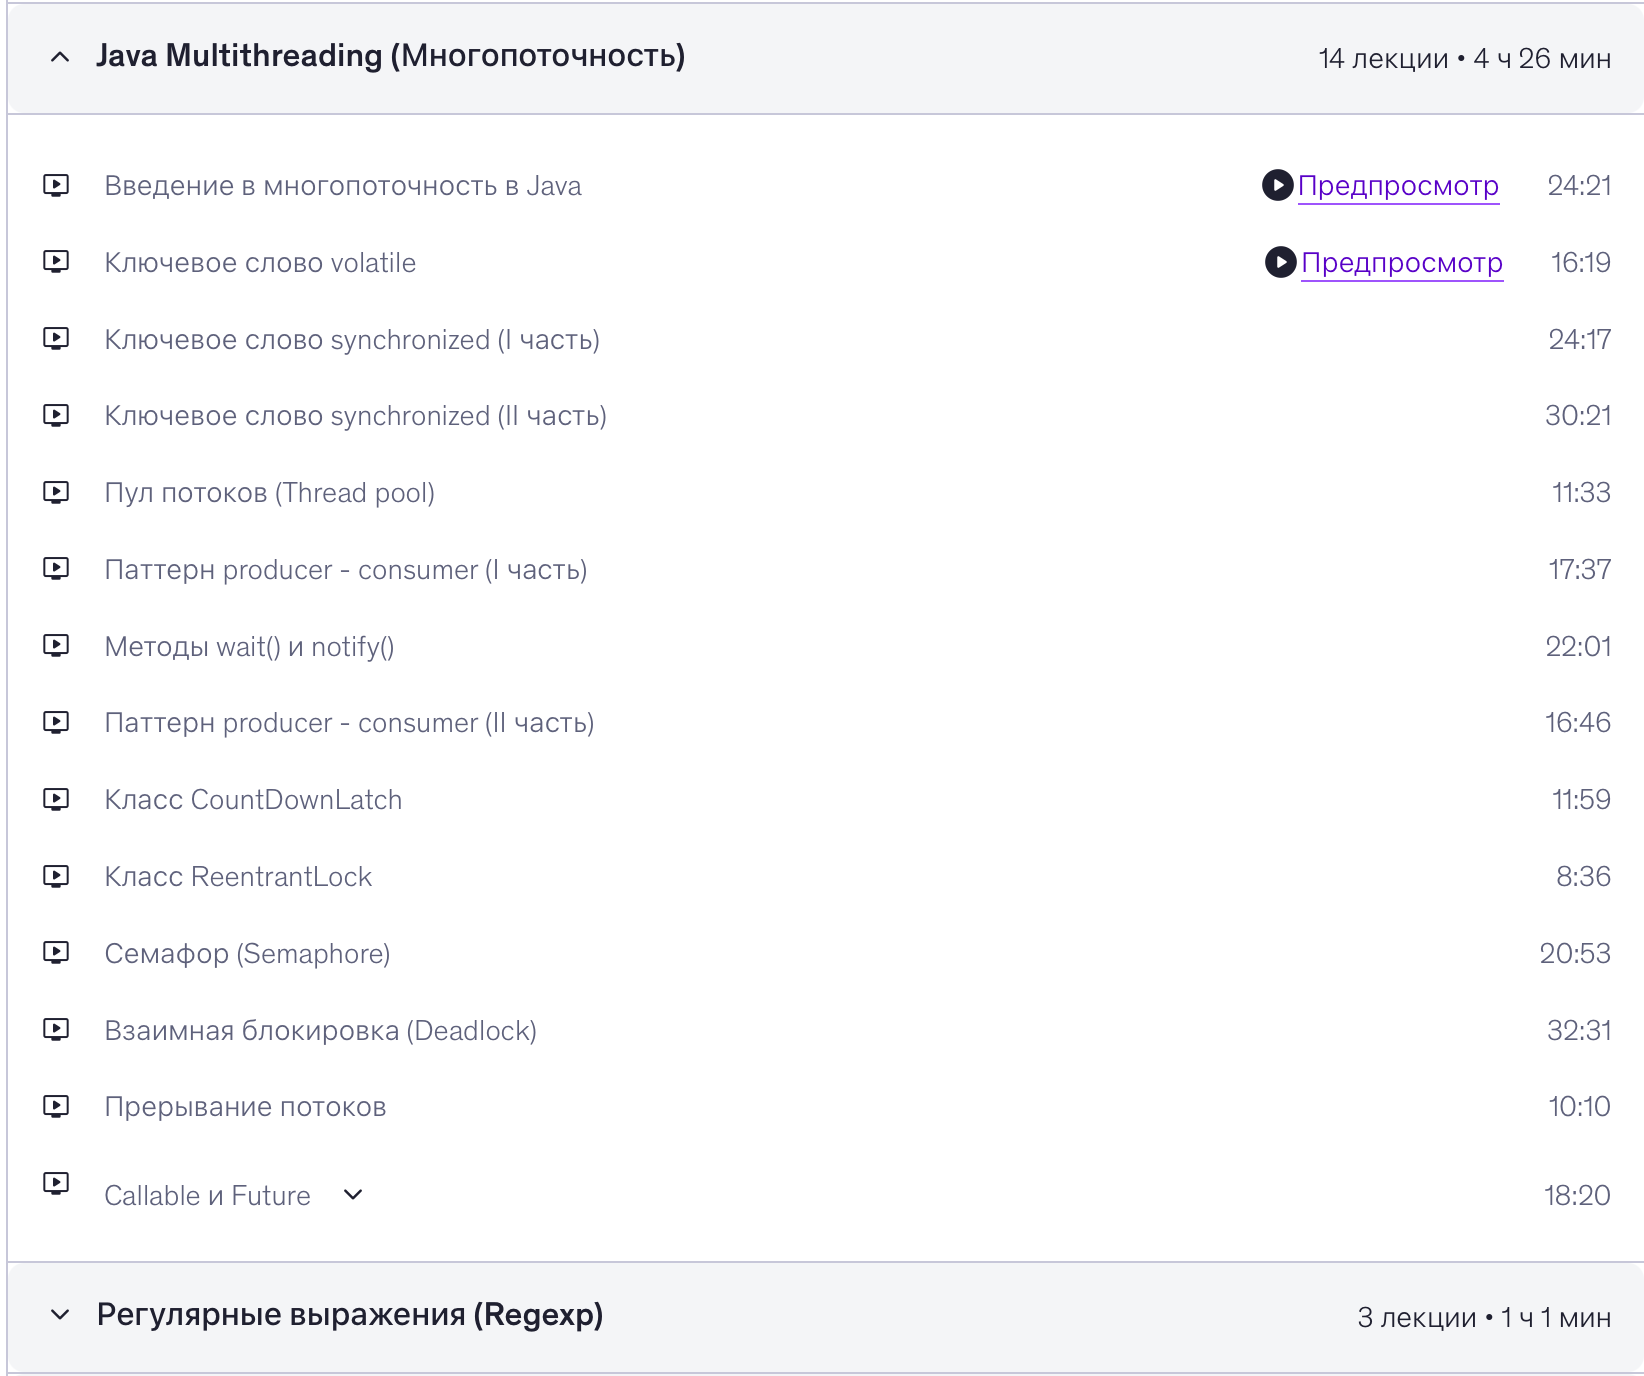 Java Multithreading (Многопоточность) 14 лекции • 4 ч 26 мин
Введение в многопоточность в Java Предпросмотр 24:21
Ключевое слово volatile Предпросмотр 16:19
Ключевое слово synchronized (I часть) 24:17
Ключевое слово synchronized (II часть) 30:21
Пул потоков (Thread pool) 11:33
Паттерн producer - consumer (I часть) 17:37
Методы wait() и notify() 22:01
Паттерн producer - consumer (II часть) 16:46
Класс CountDownLatch 11:59
Класс ReentrantLock 8:36
Семафор (Semaphore) 20:53
Взаимная блокировка (Deadlock) 32:31
Прерывание потоков 10:10
Callable и Future 18:20
Регулярные выражения (Regexp) 3 лекции • 1 ч 1 мин